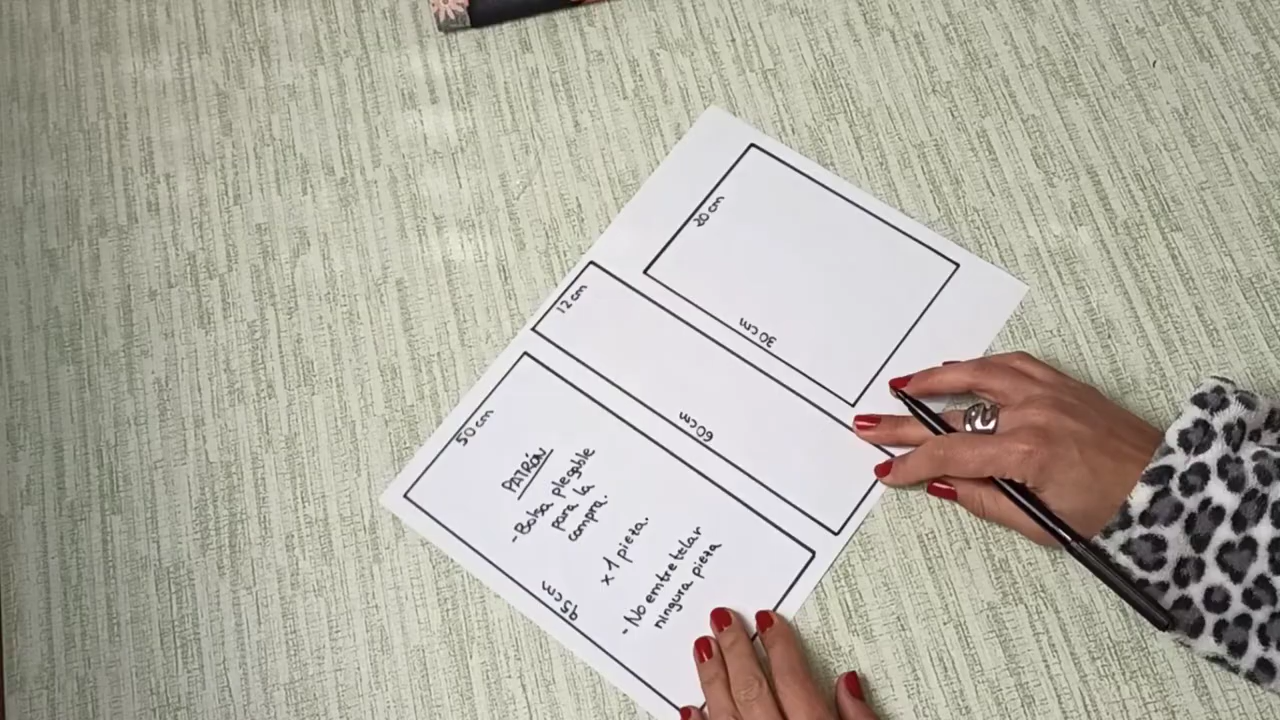 20 cm
30 cm
12 cm
60 cm
50 cm
PATRÓN
- Bolsa plegable
para la
compra.
x 1 pieza.
- No entretelar
ninguna pieza
95 cm